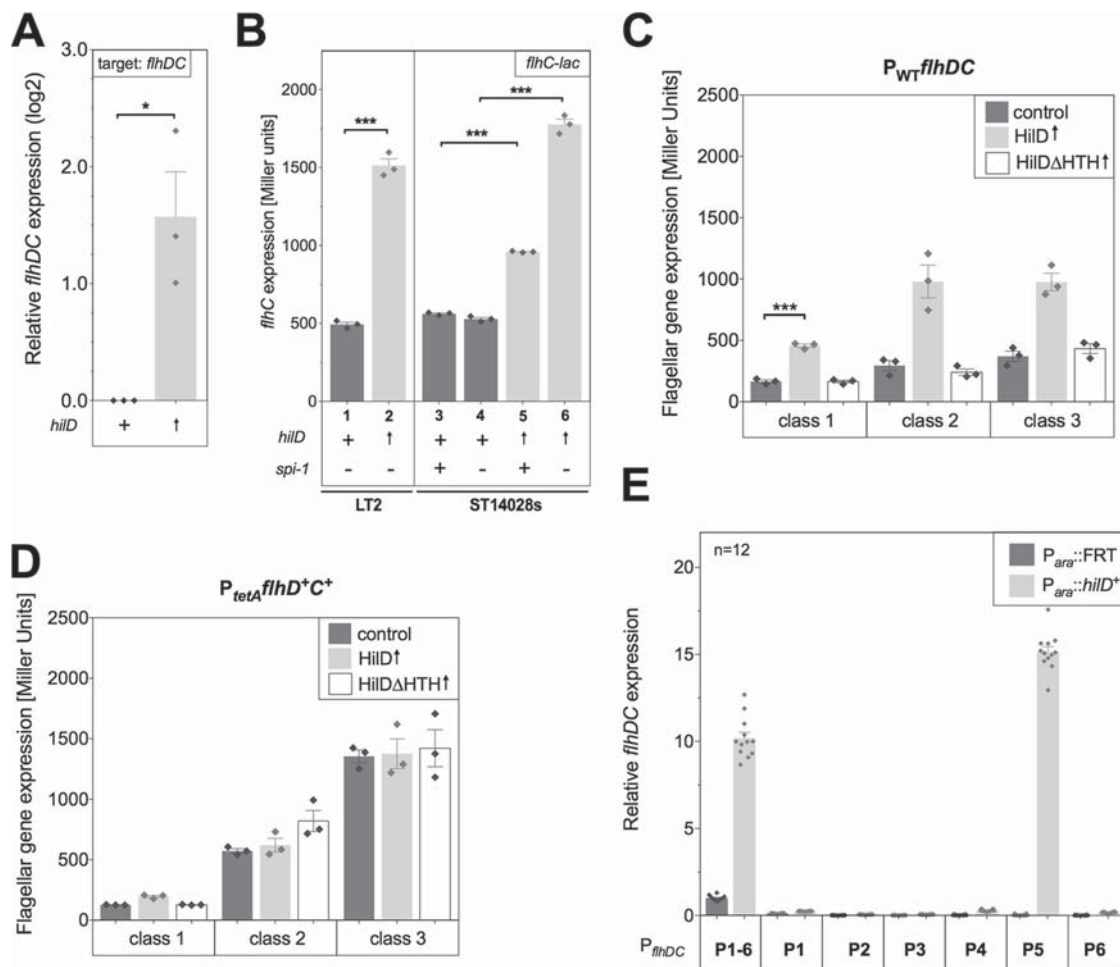 A
Relative flhDC expression (log2)
3.0
2.0
1.0
0.0
target: flhDC
*
hilD + ↑
B
flhC expression [Miller units]
2000
1500
1000
500
0
flhC-lac
***
***
***
1 2 3 4 5 6
hilD + ↑ + + ↑ ↑
spi-1 - - + - + -
LT2 ST14028s
C
PWTflhDC
Flagellar gene expression [Miller Units]
2500
2000
1500
1000
500
0
control
HilD↑
HilDΔHTH↑
***
class 1 class 2 class 3
D
PtetAflhD+C+
Flagellar gene expression [Miller Units]
2500
2000
1500
1000
500
0
control
HilD↑
HilDΔHTH↑
class 1 class 2 class 3
E
Relative flhDC expression
20
15
10
5
0
n=12
Para::FRT
Para::hilD+
PflhDC P1-6 P1 P2 P3 P4 P5 P6